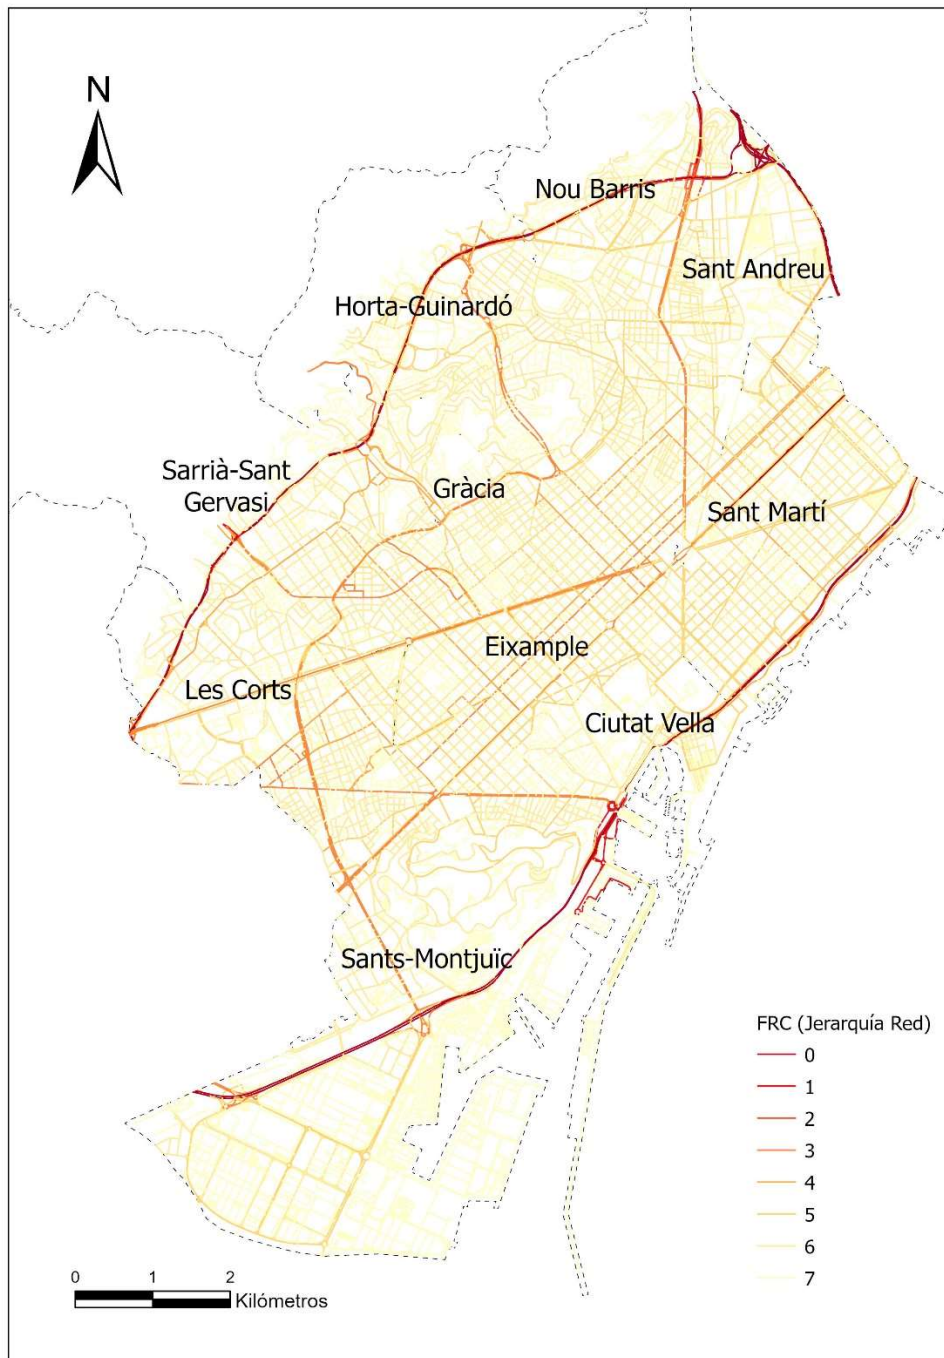 N
Nou Barris
Sant Andreu
Horta-Guinardó
Sarrià-Sant
Gervasi
Gràcia
Sant Martí
Eixample
Les Corts
Ciutat Vella
Sants-Montjuïc
FRC (Jerarquía Red)
0
1
2
3
4
5
6
7
0 1 2
Kilómetros